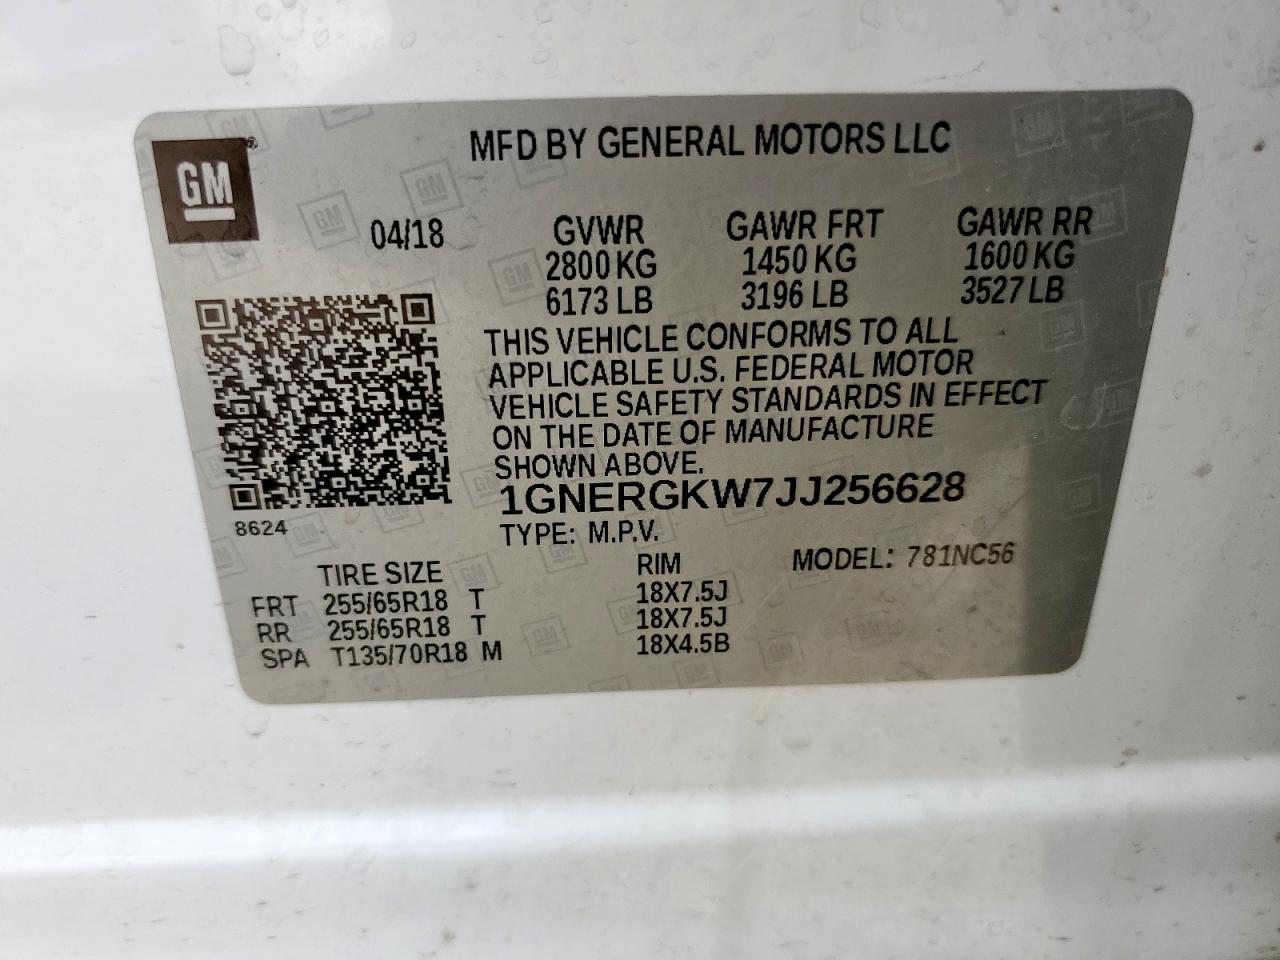 MFD BY GENERAL MOTORS LLC
GM
04/18 GVWR GAWR FRT GAWR RR
2800 KG 1450 KG 1600 KG
6173 LB 3196 LB 3527 LB
THIS VEHICLE CONFORMS TO ALL
APPLICABLE U.S. FEDERAL MOTOR
VEHICLE SAFETY STANDARDS IN EFFECT
ON THE DATE OF MANUFACTURE
SHOWN ABOVE.
1GNERGKW7JJ256628
8624
TYPE: M.P.V.
MODEL: 781NC56
TIRE SIZE RIM
FRT 255/65R18 T 18X7.5J
RR 255/65R18 T 18X7.5J
SPA T135/70R18 M 18X4.5B